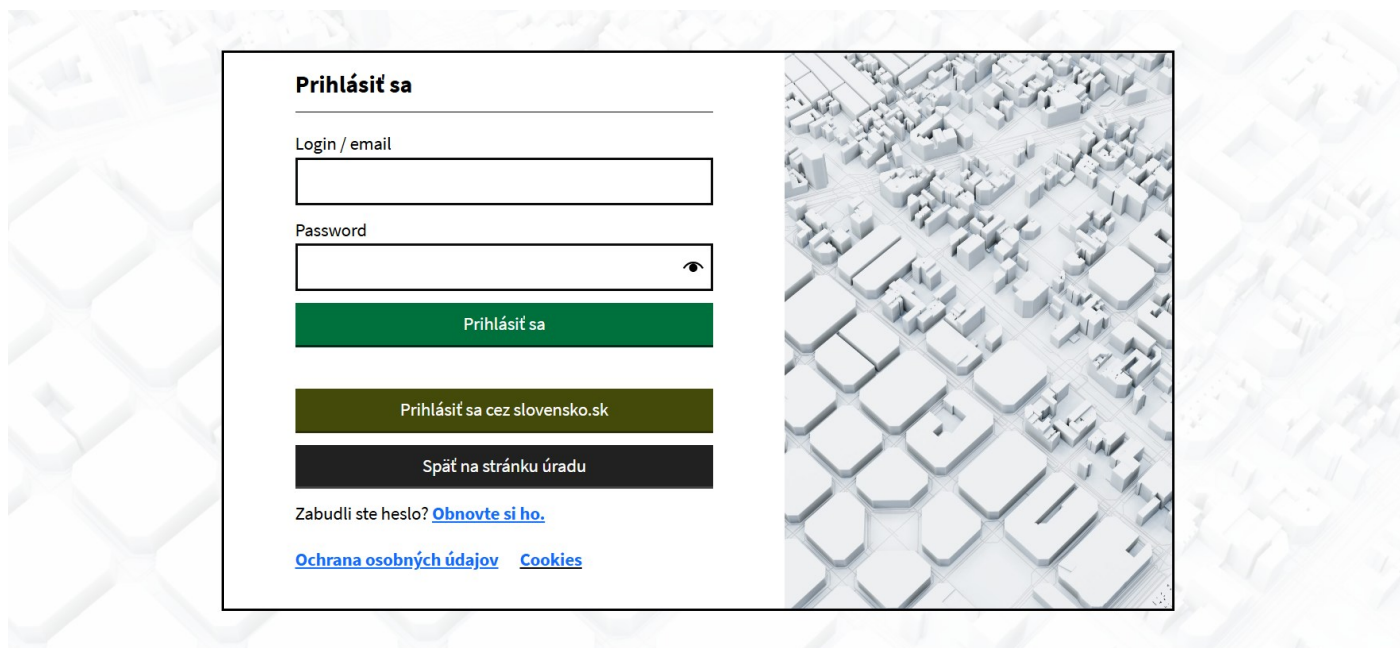 Prihlásiť sa
Login / email
Password
Prihlásiť sa
Prihlásiť sa cez slovensko.sk
Späť na stránku úradu
Zabudli ste heslo? Obnovte si ho.
Ochrana osobných údajov Cookies